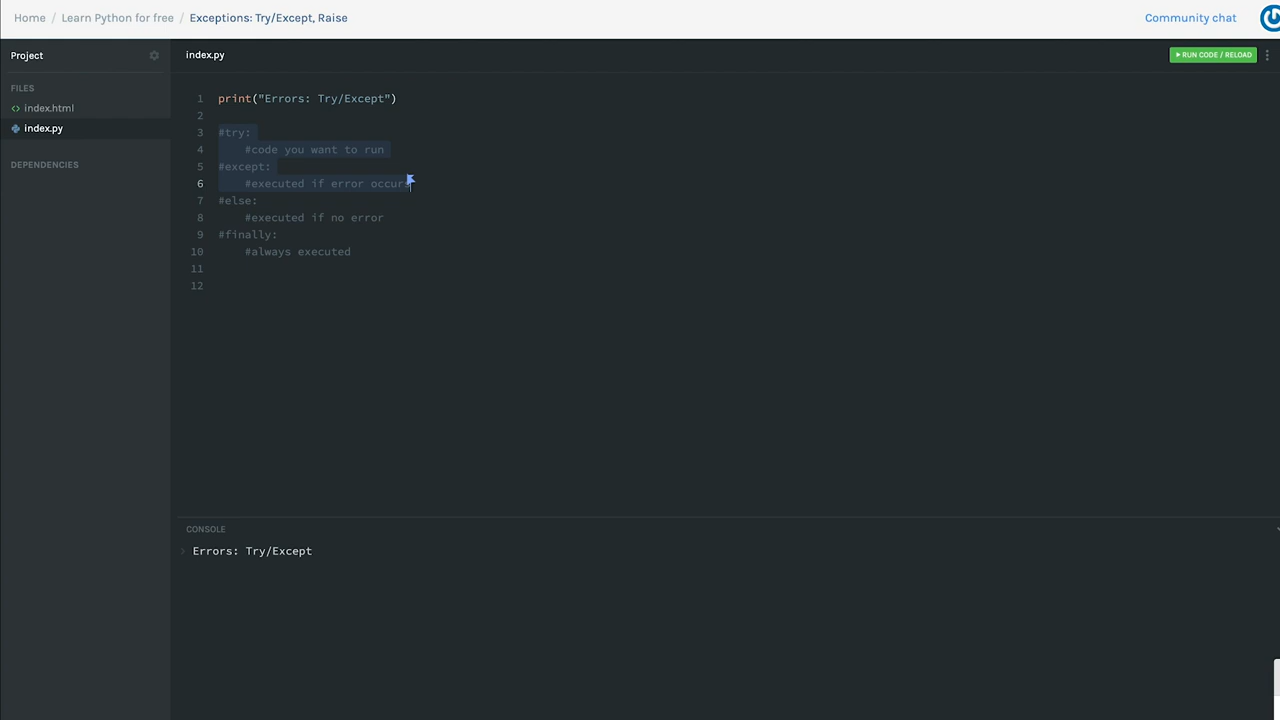 Home / Learn Python for free / Exceptions: Try/Except, Raise
Community chat
Project
index.py
RUN CODE / RELOAD
FILES
index.html
index.py
DEPENDENCIES
1 print("Errors: Try/Except")
2
3 #try:
4 #code you want to run
5 #except:
6 #executed if error occurs
7 #else:
8 #executed if no error
9 #finally:
10 #always executed
11
12
CONSOLE
Errors: Try/Except